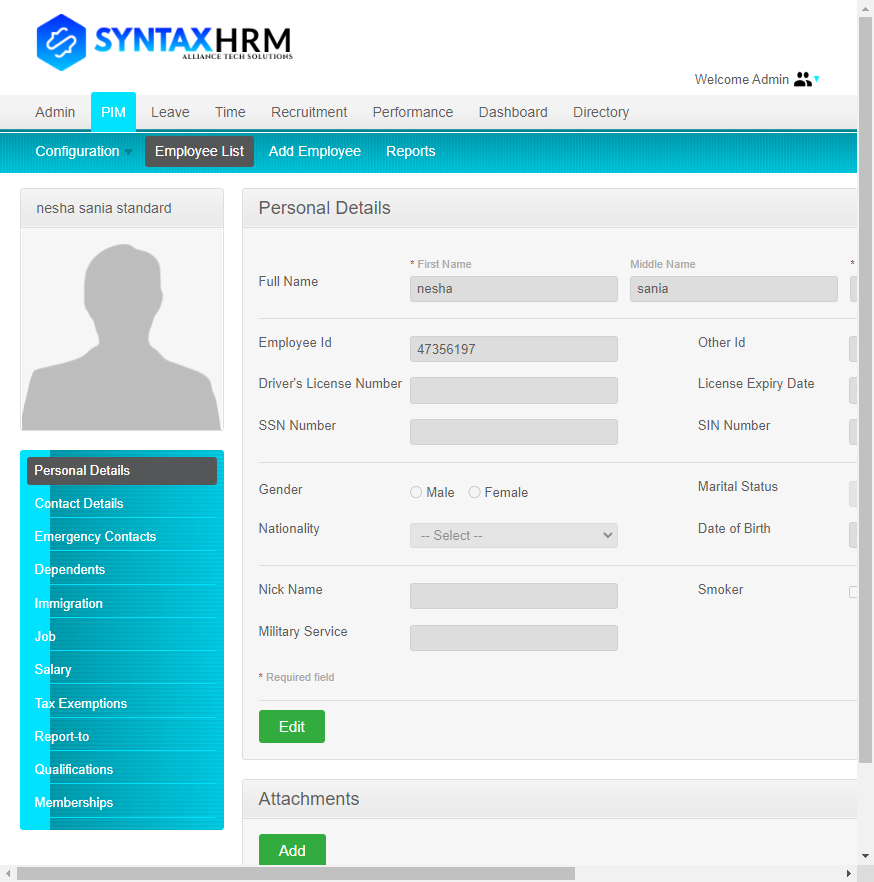 SYNTAXHRM
ALLIANCE TECH SOLUTIONS
Welcome Admin
Admin PIM Leave Time Recruitment Performance Dashboard Directory
Configuration Employee List Add Employee Reports
nesha sania standard
Personal Details
Contact Details
Emergency Contacts
Dependents
Immigration
Job
Salary
Tax Exemptions
Report-to
Qualifications
Memberships
Personal Details
* First Name Middle Name *
Full Name nesha sania
Employee Id 47356197 Other Id
Driver's License Number License Expiry Date
SSN Number SIN Number
Gender Male Female Marital Status
Nationality -- Select -- Date of Birth
Nick Name Smoker
Military Service
* Required field
Edit
Attachments
Add